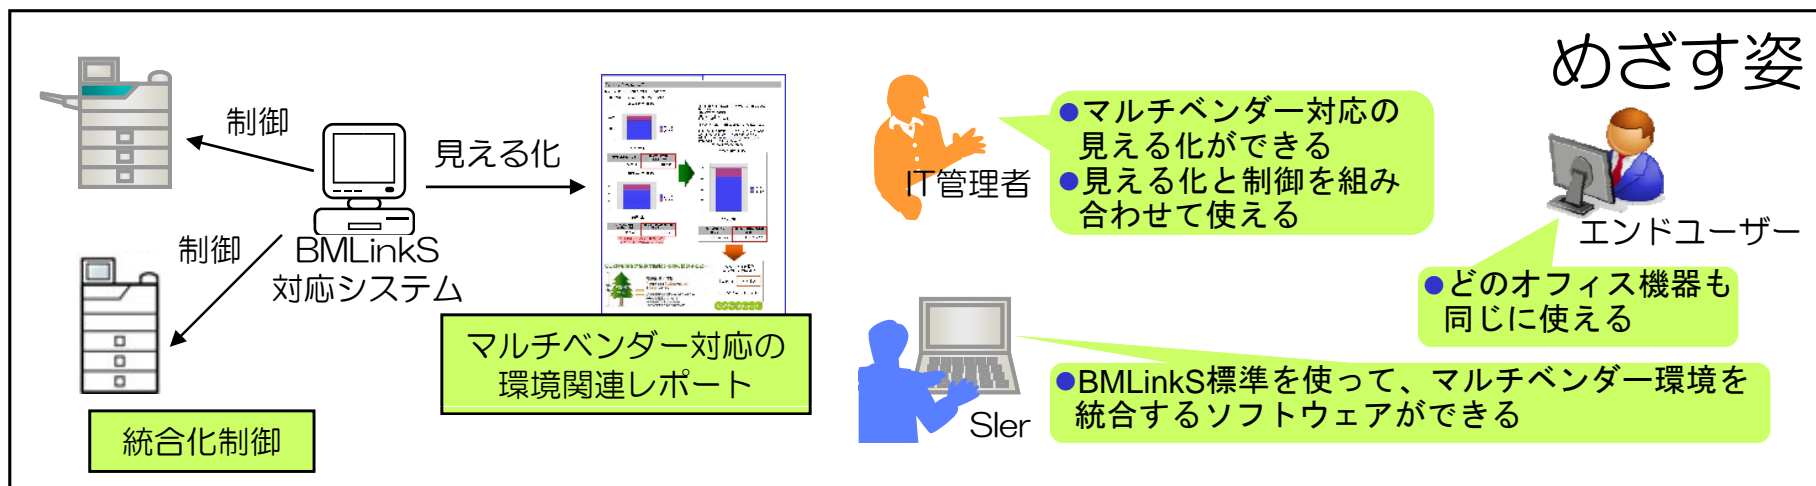 めざす姿
制御
見える化
制御
BMLinkS
対応システム
マルチベンダー対応の
環境関連レポート
統合化制御
IT管理者
●マルチベンダー対応の
見える化ができる
●見える化と制御を組み
合わせて使える
エンドユーザー
●どのオフィス機器も
同じに使える
SIer
●BMLinkS標準を使って、マルチベンダー環境を
統合するソフトウェアができる